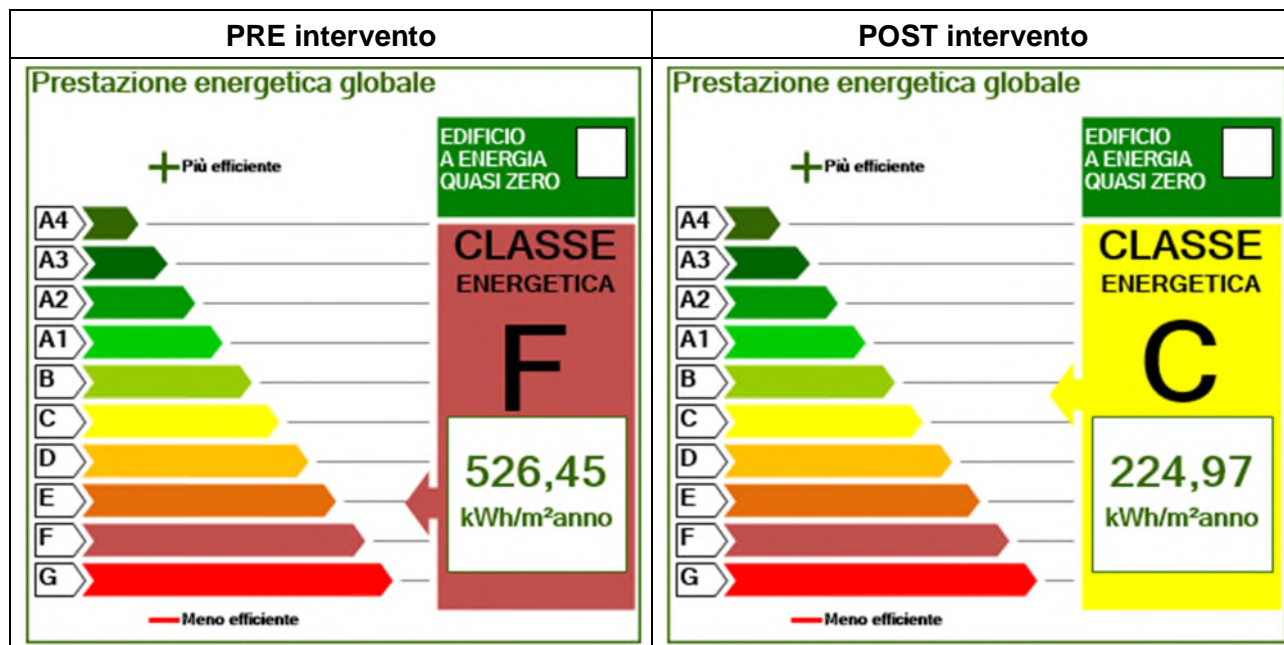 PRE intervento
Prestazione energetica globale
EDIFICIO
A ENERGIA
QUASI ZERO
Più efficiente
A4
A3
A2
A1
B
C
D
E
F
G
CLASSE
ENERGETICA
F
526,45
kWh/m²anno
Meno efficiente
POST intervento
Prestazione energetica globale
EDIFICIO
A ENERGIA
QUASI ZERO
Più efficiente
A4
A3
A2
A1
B
C
D
E
F
G
CLASSE
ENERGETICA
C
224,97
kWh/m²anno
Meno efficiente